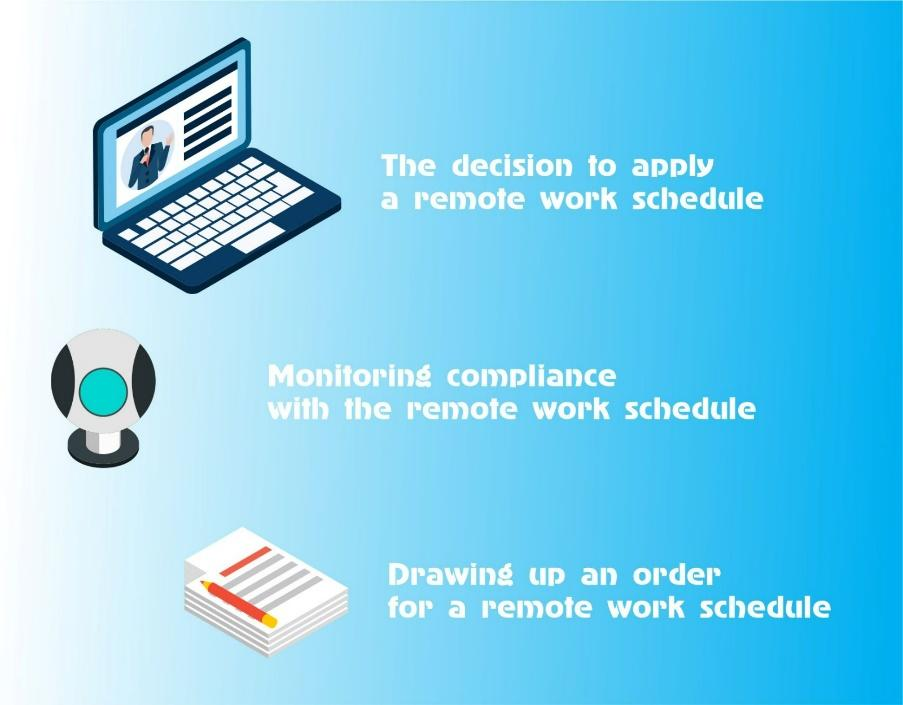 The decision to apply
a remote work schedule
Monitoring compliance
with the remote work schedule
Drawing up an order
for a remote work schedule